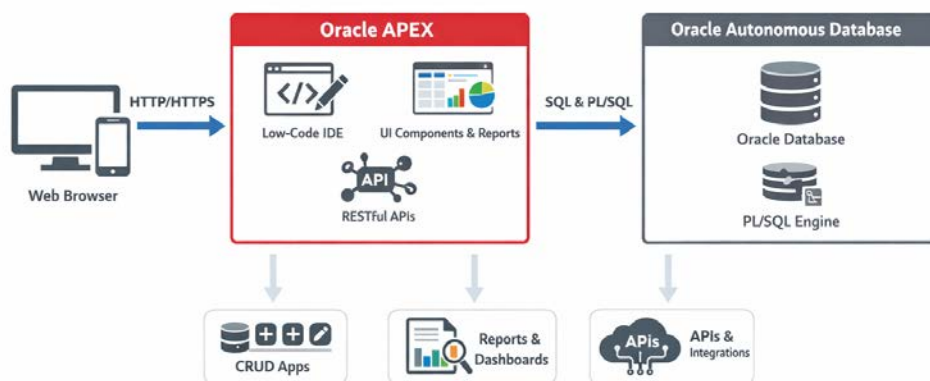 Oracle APEX
Oracle Autonomous Database
HTTP/HTTPS
</>
Low-Code IDE
UI Components & Reports
API
RESTful APIs
SQL & PL/SQL
Oracle Database
PL/SQL Engine
Web Browser
CRUD Apps
Reports &
Dashboards
APIs
APIs &
Integrations